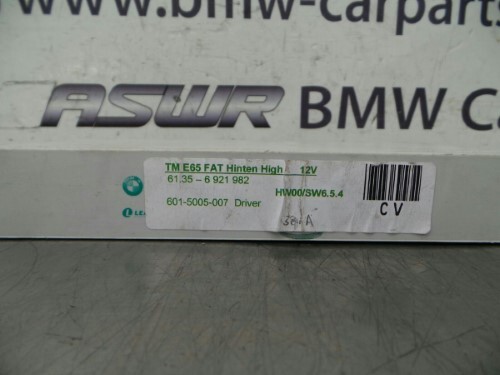 www.bmw-carparts
ASWR BMW Ca
TM E65 FAT Hinten High 12V
61.35 – 6 921 982
HW00/SW6.5.4
601-5005-007 Driver
CV